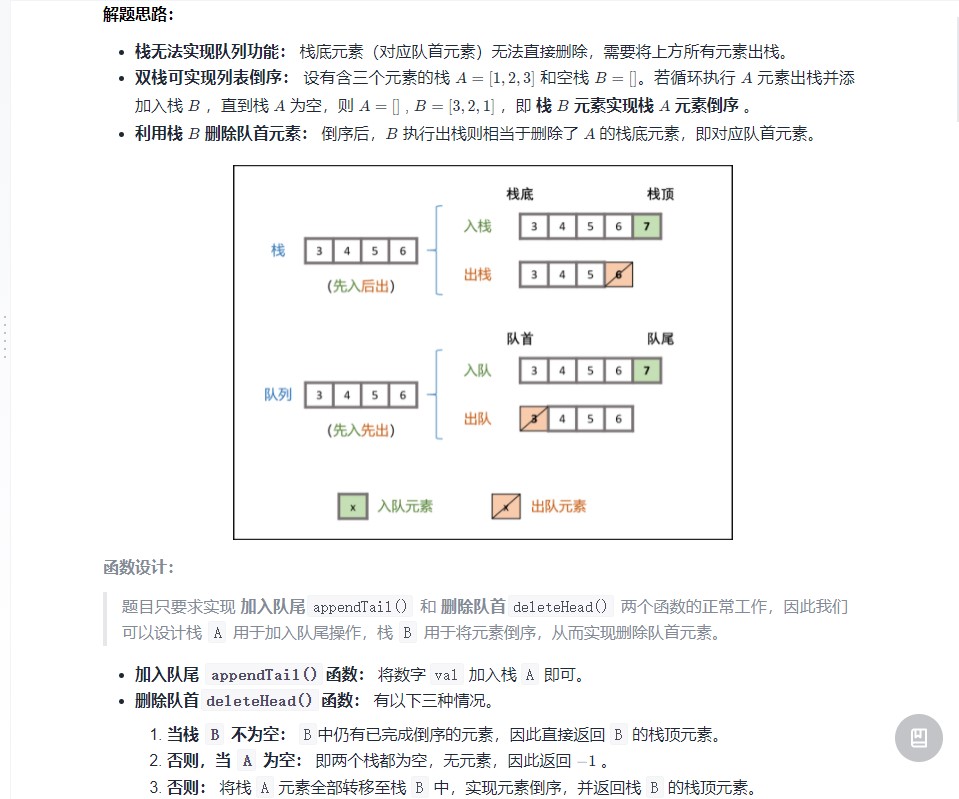 解题思路：
• 栈无法实现队列功能： 栈底元素（对应队首元素）无法直接删除，需要将上方所有元素出栈。
• 双栈可实现列表倒序： 设有含三个元素的栈 A = [1, 2, 3] 和空栈 B = []。若循环执行 A 元素出栈并添
加入栈 B ，直到栈 A 为空，则 A = [] , B = [3, 2, 1] ，即 栈 B 元素实现栈 A 元素倒序 。
• 利用栈 B 删除队首元素： 倒序后，B 执行出栈则相当于删除了 A 的栈底元素，即对应队首元素。
栈底 栈顶
入栈 3 4 5 6 7
栈 3 4 5 6
出栈 3 4 5 6
（先入后出）
队首 队尾
入队 3 4 5 6 7
队列 3 4 5 6
出队 3 4 5 6
（先入先出）
x 入队元素 x 出队元素
函数设计：
题目只要求实现 加入队尾 appendTail() 和 删除队首 deleteHead() 两个函数的正常工作，因此我们
可以设计栈 A 用于加入队尾操作，栈 B 用于将元素倒序，从而实现删除队首元素。
• 加入队尾 appendTail() 函数： 将数字 val 加入栈 A 即可。
• 删除队首 deleteHead() 函数： 有以下三种情况。
1. 当栈 B 不为空： B 中仍有已完成倒序的元素，因此直接返回 B 的栈顶元素。
2. 否则，当 A 为空： 即两个栈都为空，无元素，因此返回 −1 。
3. 否则： 将栈 A 元素全部转移至栈 B 中，实现元素倒序，并返回栈 B 的栈顶元素。